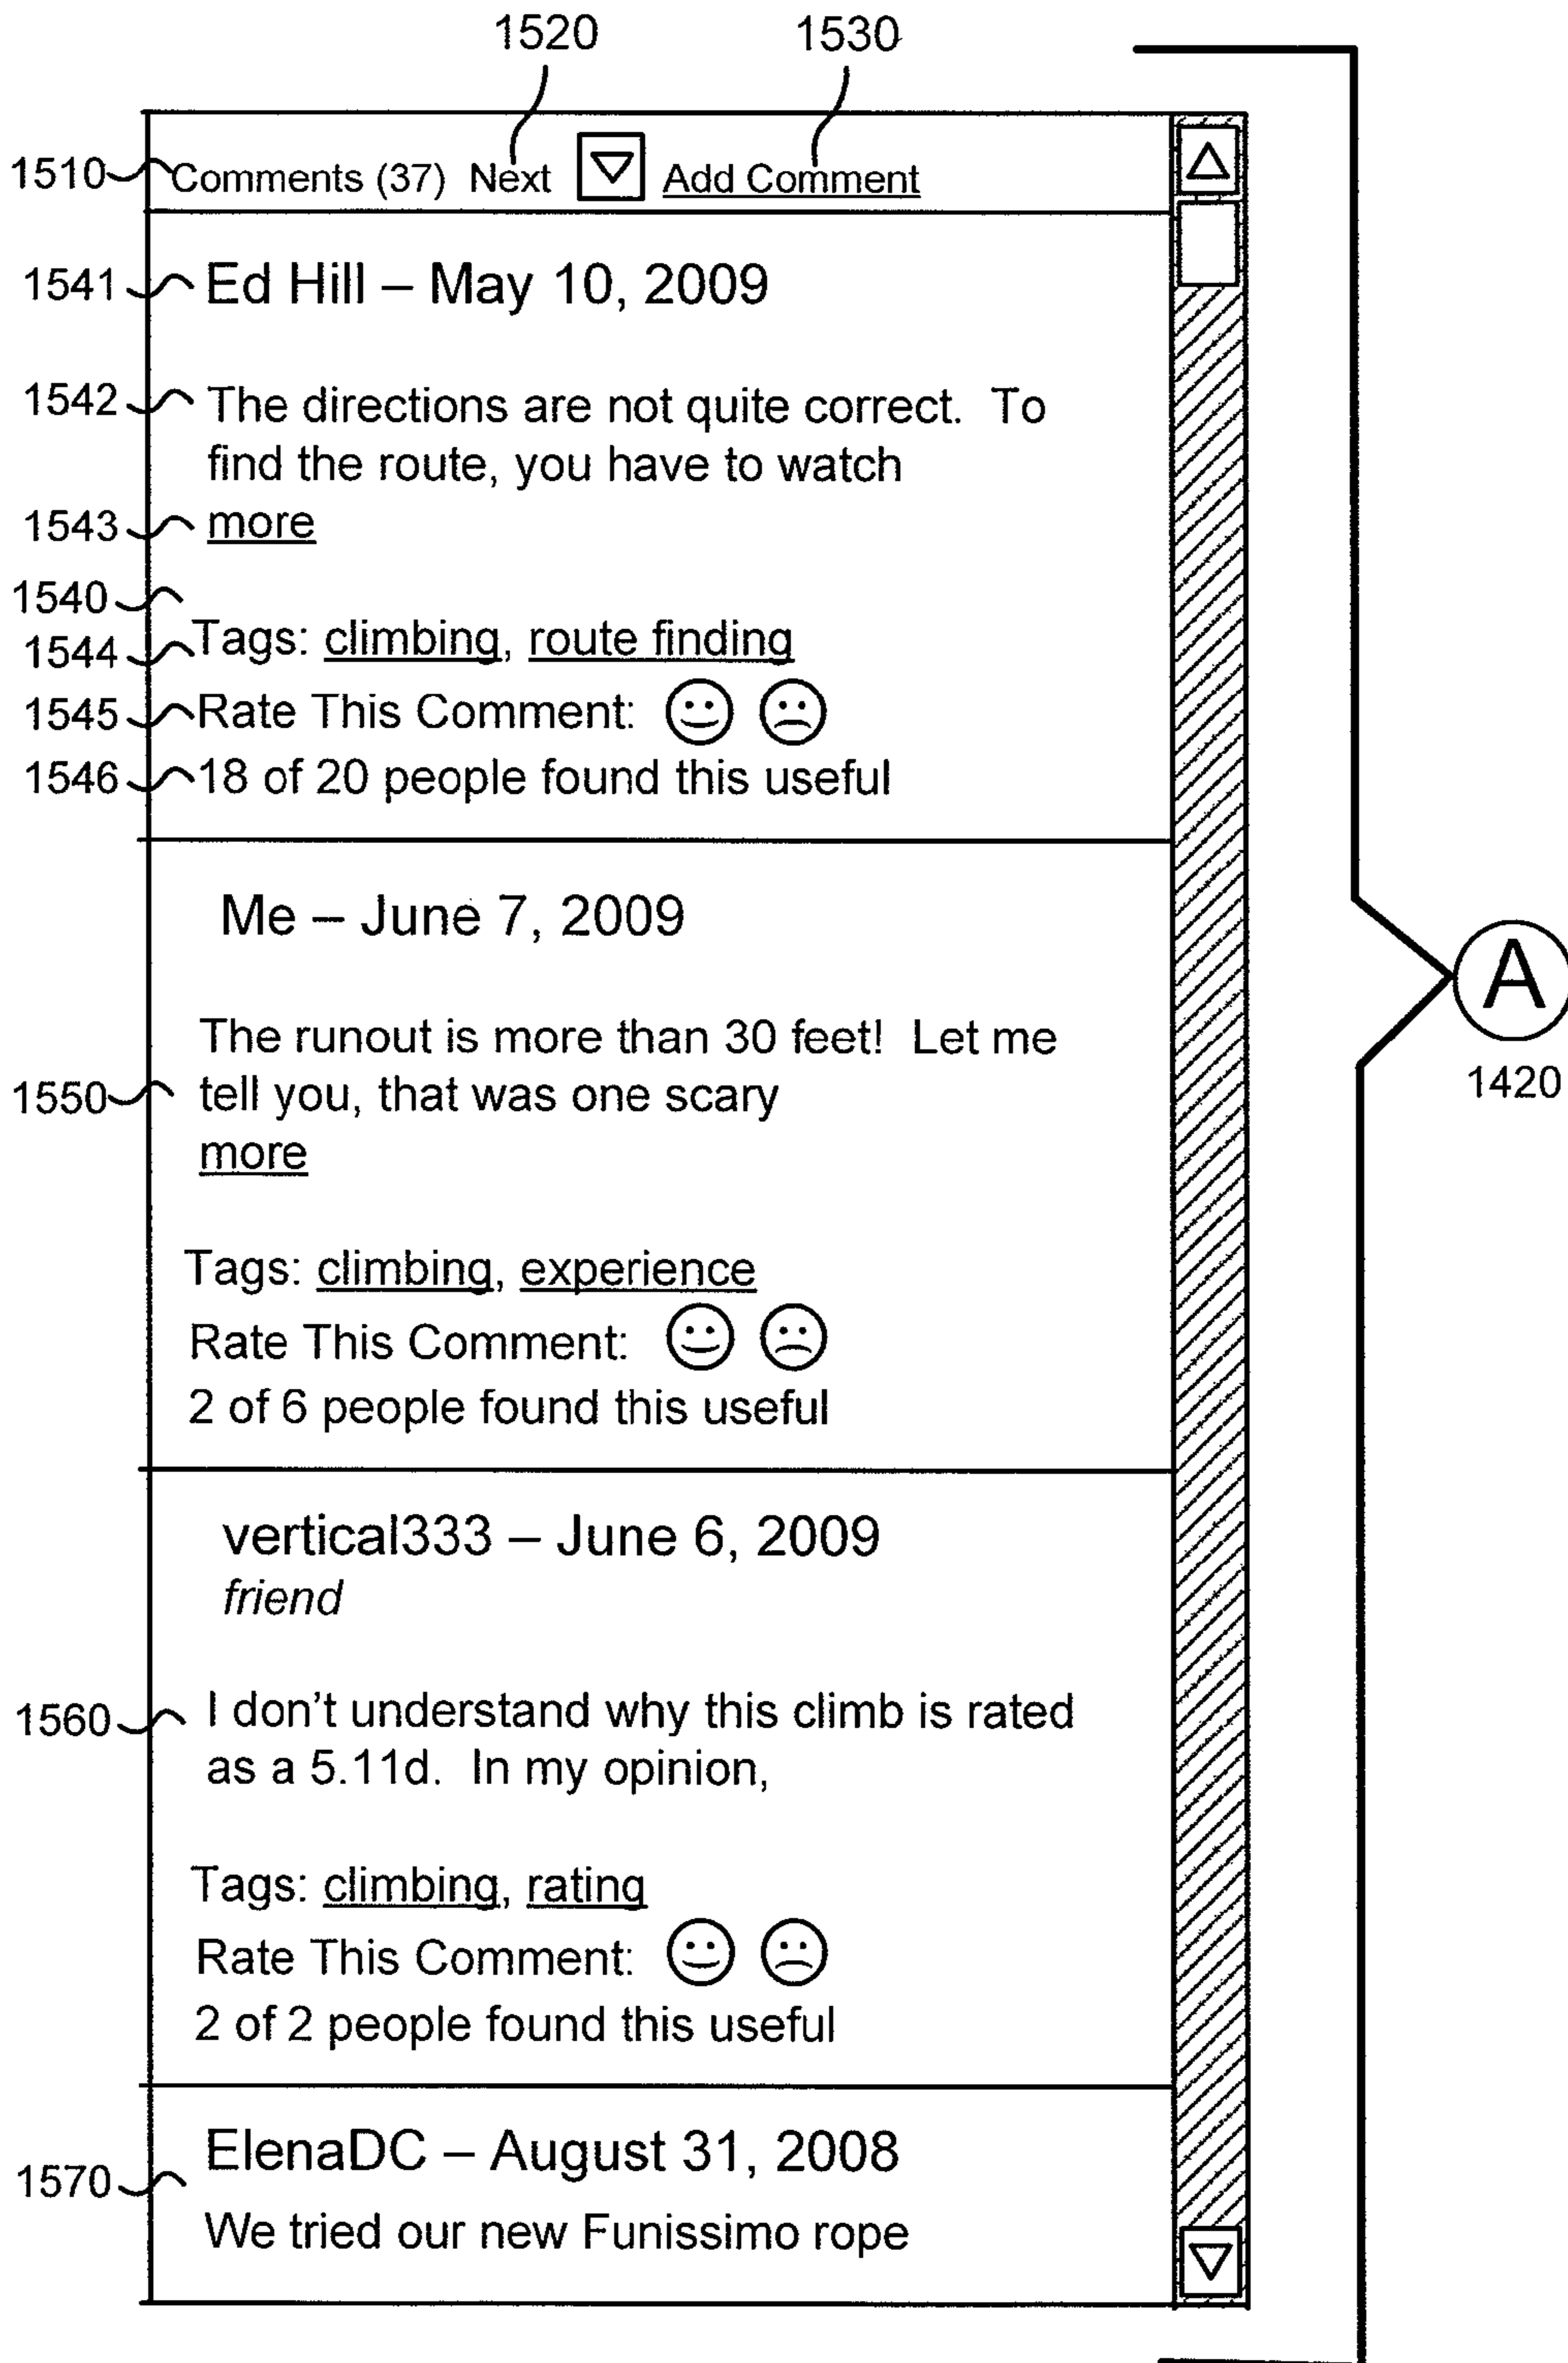 1520 1530
1510 Comments (37) Next Add Comment
1541 Ed Hill – May 10, 2009
1542 The directions are not quite correct. To
find the route, you have to watch
1543 more
1540
1544 Tags: climbing, route finding
1545 Rate This Comment:
1546 18 of 20 people found this useful
Me – June 7, 2009
The runout is more than 30 feet! Let me
1550 tell you, that was one scary
more
Tags: climbing, experience
Rate This Comment:
2 of 6 people found this useful
vertical333 – June 6, 2009
friend
1560 I don't understand why this climb is rated
as a 5.11d. In my opinion,
Tags: climbing, rating
Rate This Comment:
2 of 2 people found this useful
ElenaDC – August 31, 2008
1570
We tried our new Funissimo rope
A
1420